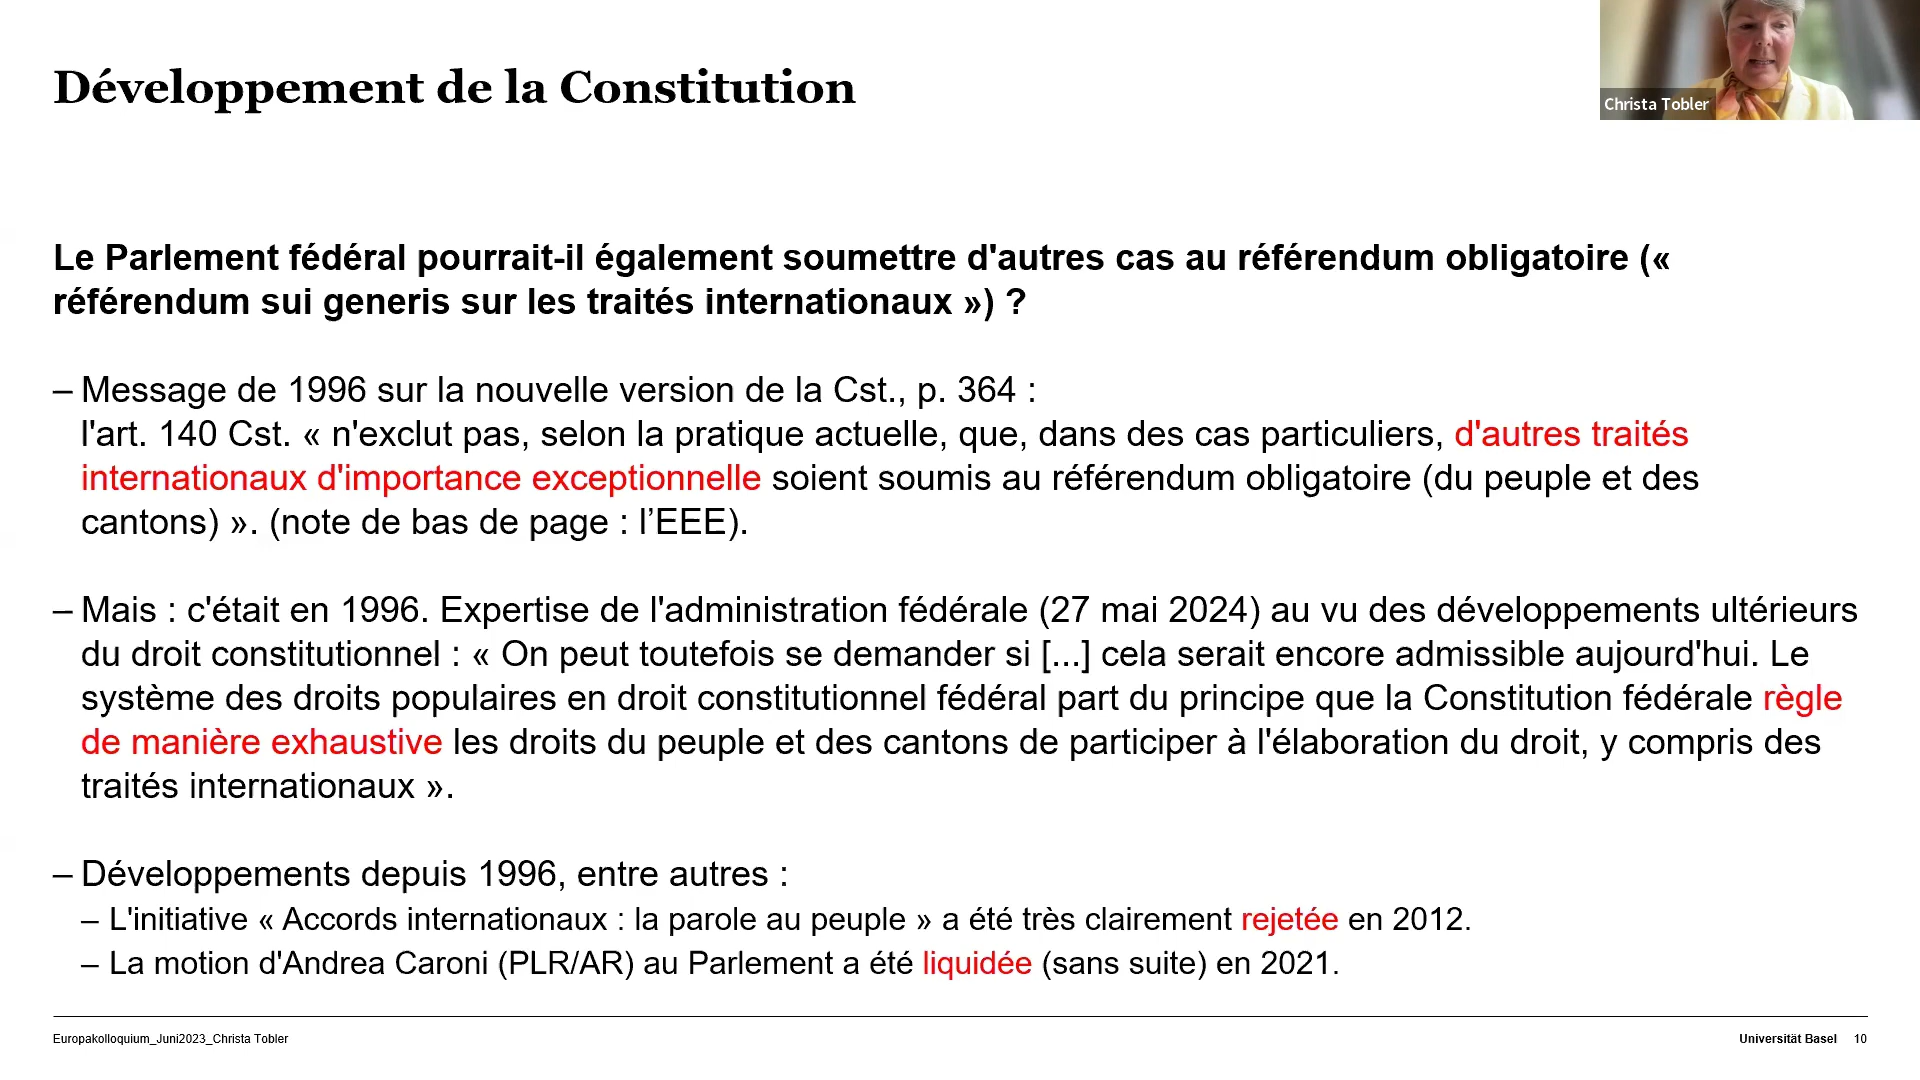 Développement de la Constitution
Christa Tobler
Le Parlement fédéral pourrait-il également soumettre d'autres cas au référendum obligatoire («
référendum sui generis sur les traités internationaux ») ?
– Message de 1996 sur la nouvelle version de la Cst., p. 364 :
l'art. 140 Cst. « n'exclut pas, selon la pratique actuelle, que, dans des cas particuliers, d'autres traités
internationaux d'importance exceptionnelle soient soumis au référendum obligatoire (du peuple et des
cantons) ». (note de bas de page : l’EEE).
– Mais : c'était en 1996. Expertise de l'administration fédérale (27 mai 2024) au vu des développements ultérieurs
du droit constitutionnel : « On peut toutefois se demander si [...] cela serait encore admissible aujourd'hui. Le
système des droits populaires en droit constitutionnel fédéral part du principe que la Constitution fédérale règle
de manière exhaustive les droits du peuple et des cantons de participer à l'élaboration du droit, y compris des
traités internationaux ».
– Développements depuis 1996, entre autres :
– L'initiative « Accords internationaux : la parole au peuple » a été très clairement rejetée en 2012.
– La motion d'Andrea Caroni (PLR/AR) au Parlement a été liquidée (sans suite) en 2021.
Europakolloquium_Juni2023_Christa Tobler
Universität Basel 10